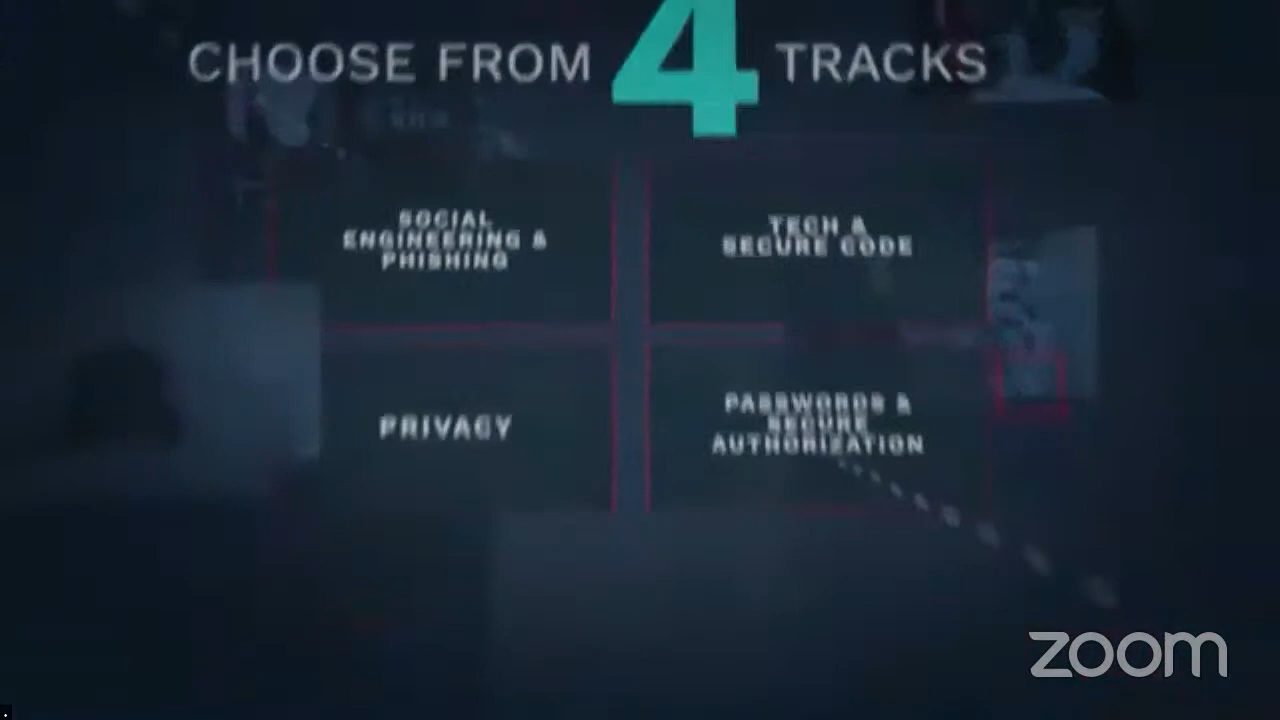 CHOOSE FROM 4 TRACKS
SOCIAL
ENGINEERING &
PHISHING
TECH &
SECURE CODE
PRIVACY
PASSWORDS &
SECURE
AUTHORIZATION
zoom